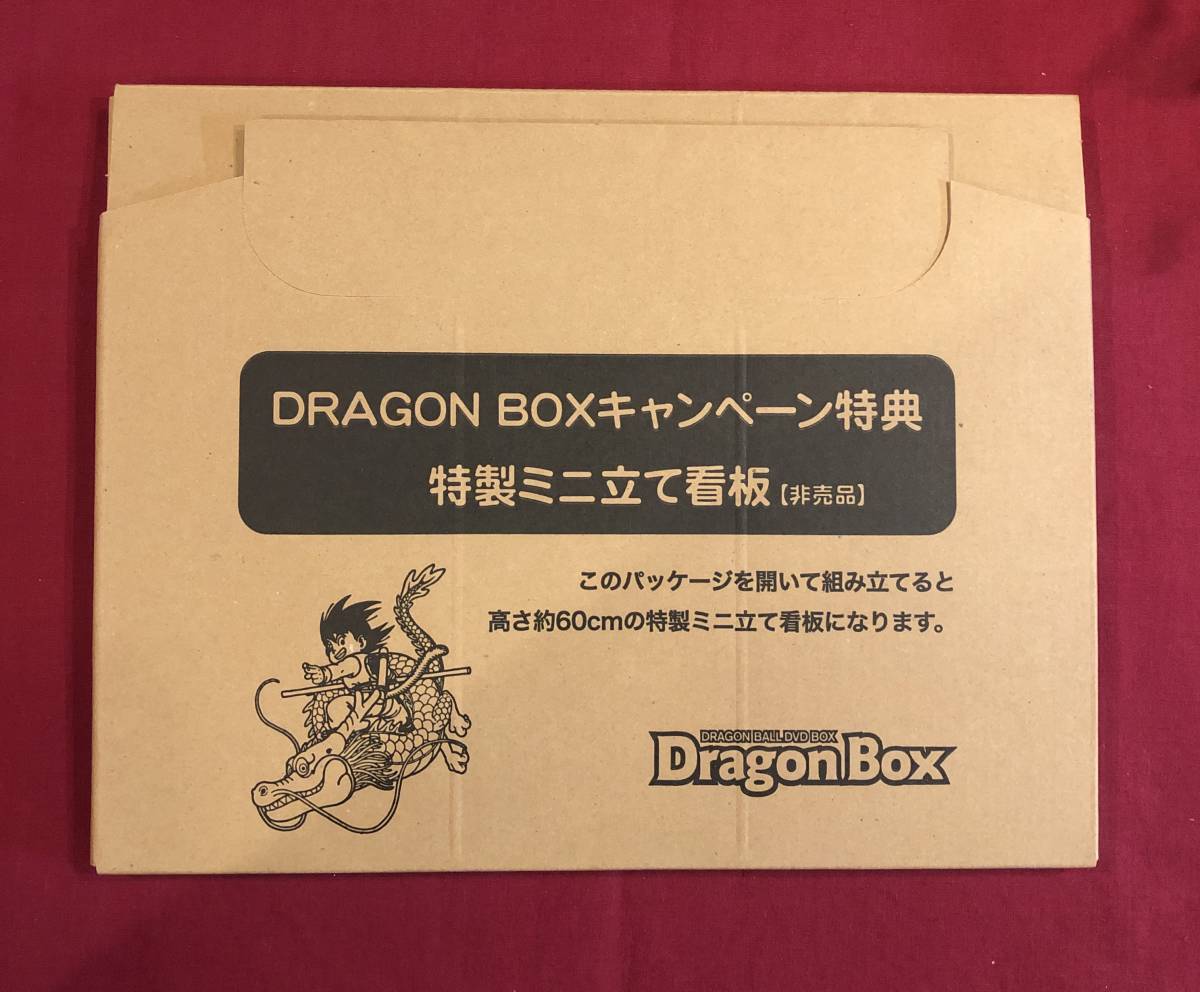 DRAGON BOXキャンペーン特典
特製ミニ立て看板【非売品】
このパッケージを開いて組み立てると
高さ約60cmの特製ミニ立て看板になります。
DRAGON BALL DVD BOX
DragonBox